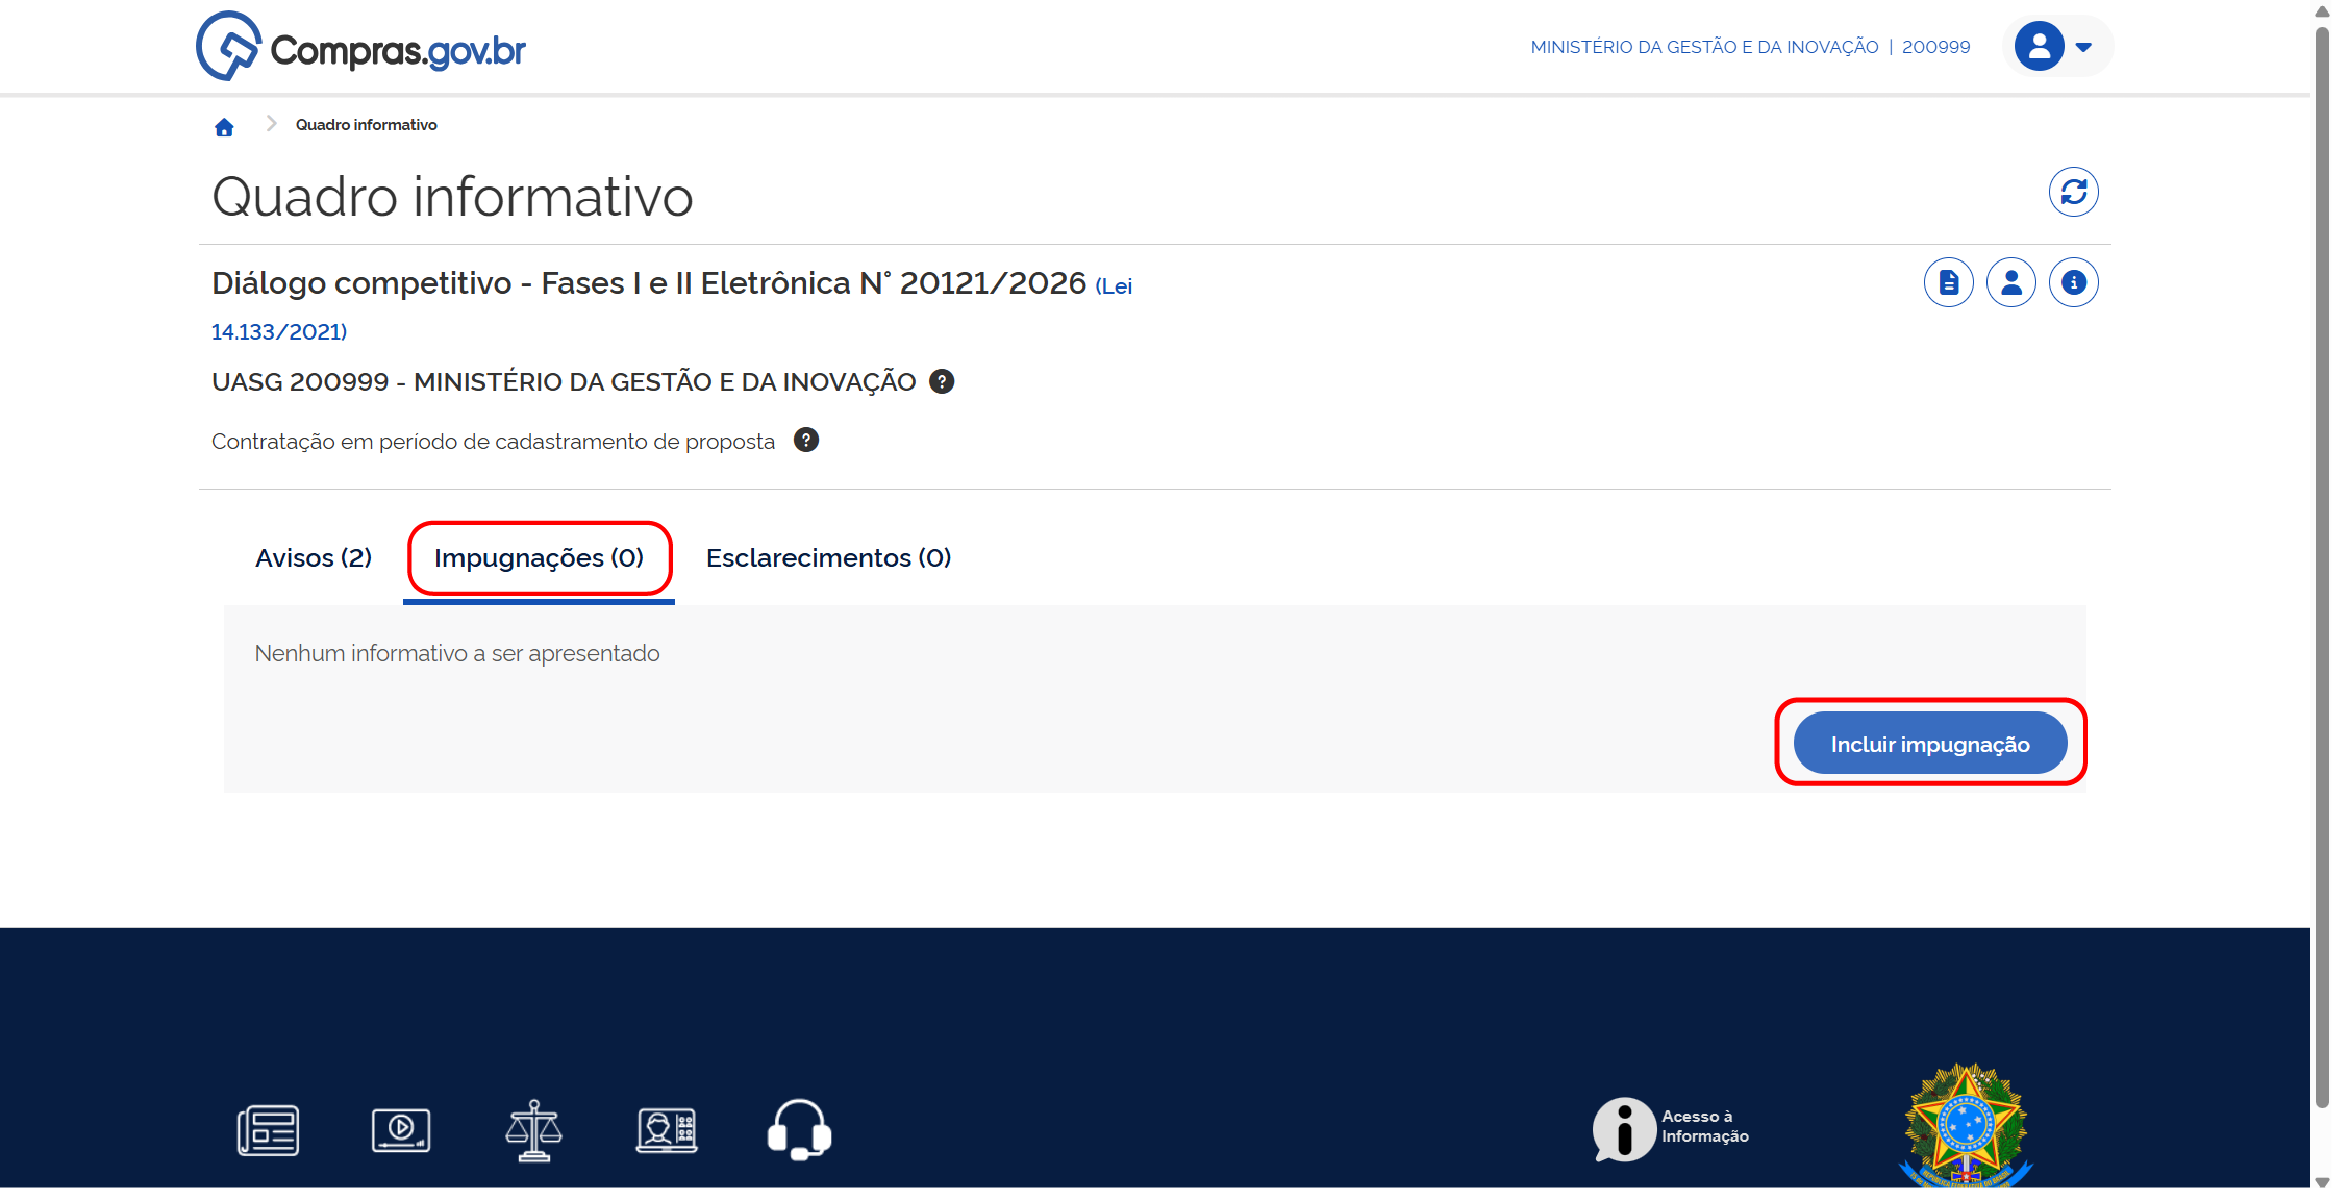 Compras.gov.br
MINISTÉRIO DA GESTÃO E DA INOVAÇÃO | 200999
Quadro informativo
Quadro informativo
Diálogo competitivo - Fases I e II Eletrônica N° 20121/2026 (Lei
14.133/2021)
UASG 200999 - MINISTÉRIO DA GESTÃO E DA INOVAÇÃO
Contratação em período de cadastramento de proposta
Avisos (2)
Impugnações (0)
Esclarecimentos (0)
Nenhum informativo a ser apresentado
Incluir impugnação
Acesso à
Informação